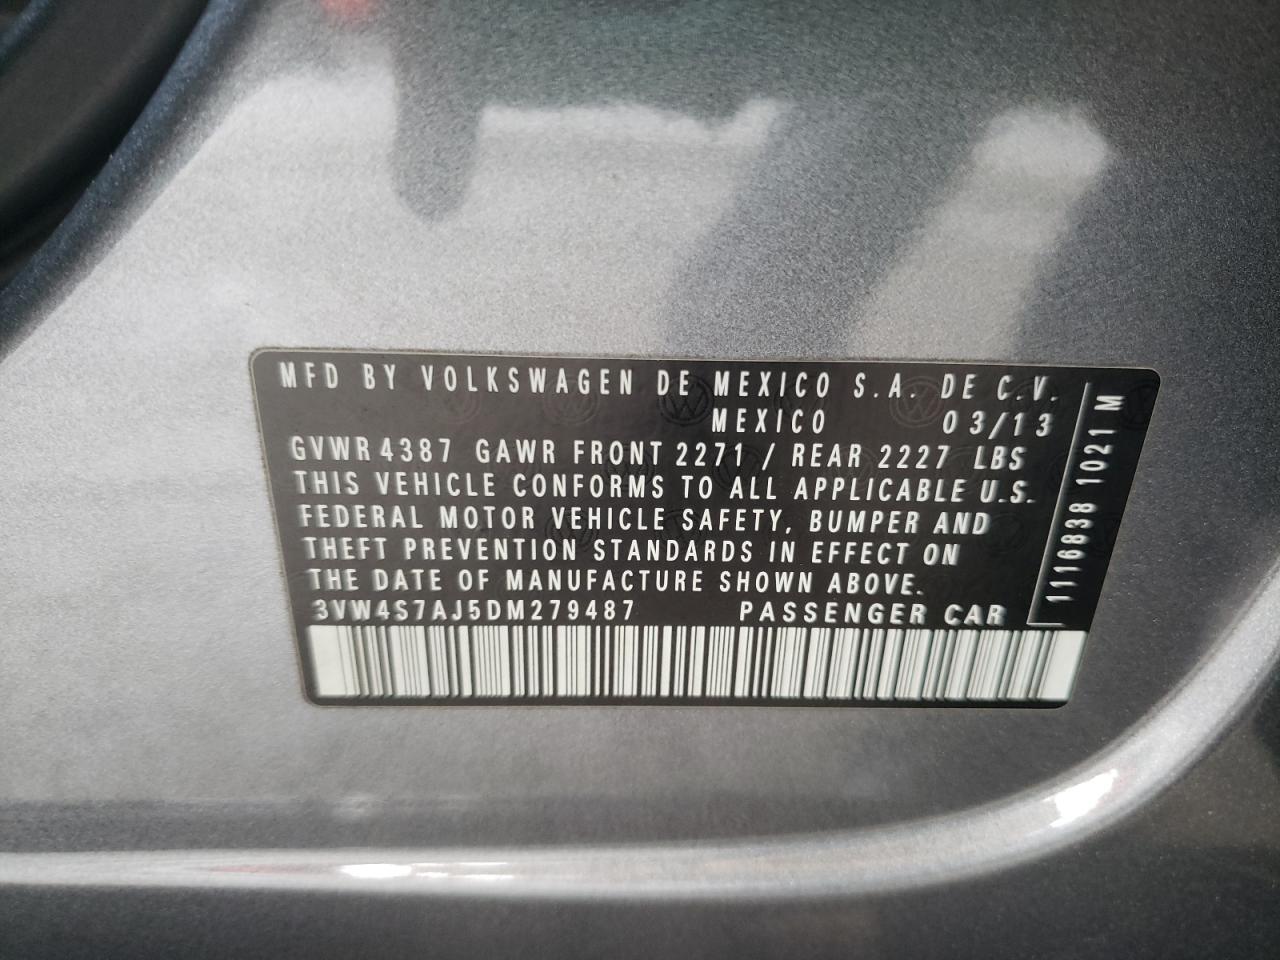 MFD BY VOLKSWAGEN DE MEXICO S.A. DE C.V.
MEXICO 03/13
GVWR 4387 GAWR FRONT 2271 / REAR 2227 LBS
THIS VEHICLE CONFORMS TO ALL APPLICABLE U.S.
FEDERAL MOTOR VEHICLE SAFETY, BUMPER AND
THEFT PREVENTION STANDARDS IN EFFECT ON
THE DATE OF MANUFACTURE SHOWN ABOVE.
3VW4S7AJ5DM279487 PASSENGER CAR
1116838 1021 M